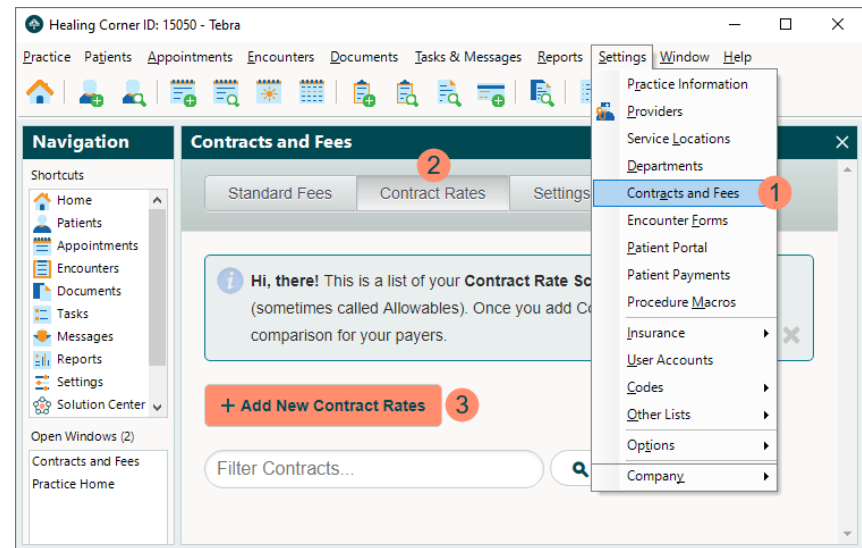 Healing Corner ID: 15050 - Tebra
Practice Patients Appointments Encounters Documents Tasks & Messages Reports Settings Window Help
Navigation
Shortcuts
Home
Patients
Appointments
Encounters
Documents
Tasks
Messages
Reports
Settings
Solution Center
Open Windows (2)
Contracts and Fees
Practice Home
Contracts and Fees
2
Standard Fees Contract Rates Settings
Hi, there! This is a list of your Contract Rate Sc
(sometimes called Allowables). Once you add Co
comparison for your payers.
+ Add New Contract Rates 3
Filter Contracts...
Practice Information
Providers
Service Locations
Departments
Contracts and Fees 1
Encounter Forms
Patient Portal
Patient Payments
Procedure Macros
Insurance
User Accounts
Codes
Other Lists
Options
Company